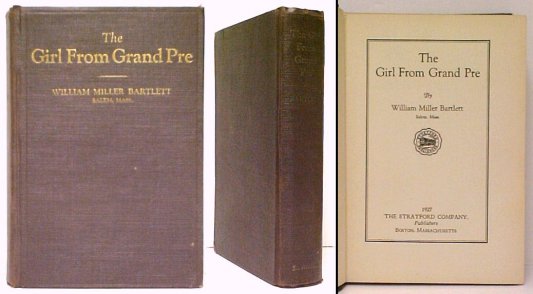 The
Girl From Grand Pre
WILLIAM MILLER BARTLETT
SALEM, MASS.
The
Girl From Grand Pre
By
William Miller Bartlett
Salem, Mass.
1927
THE STRATFORD COMPANY,
Publishers
BOSTON, MASSACHUSETTS